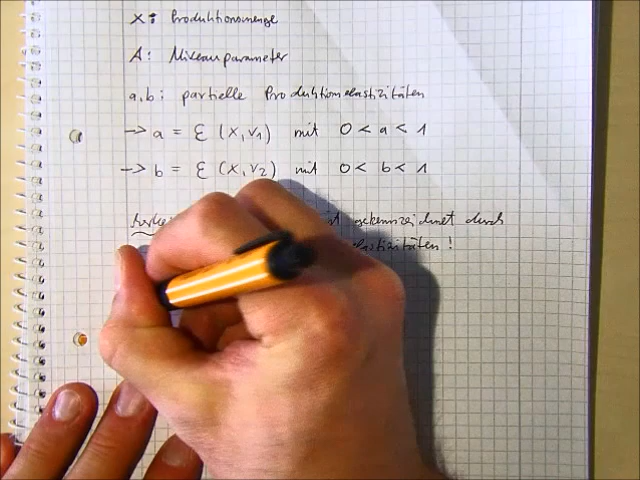 x: Produktionsmenge
A: Niveauparameter
a,b: partielle Produktionselastizitäten
→ a = ε (x,v₁) mit 0 < a < 1
→ b = ε (x,v₂) mit 0 < b < 1
gekennzeichnet durch
elastizitäten!